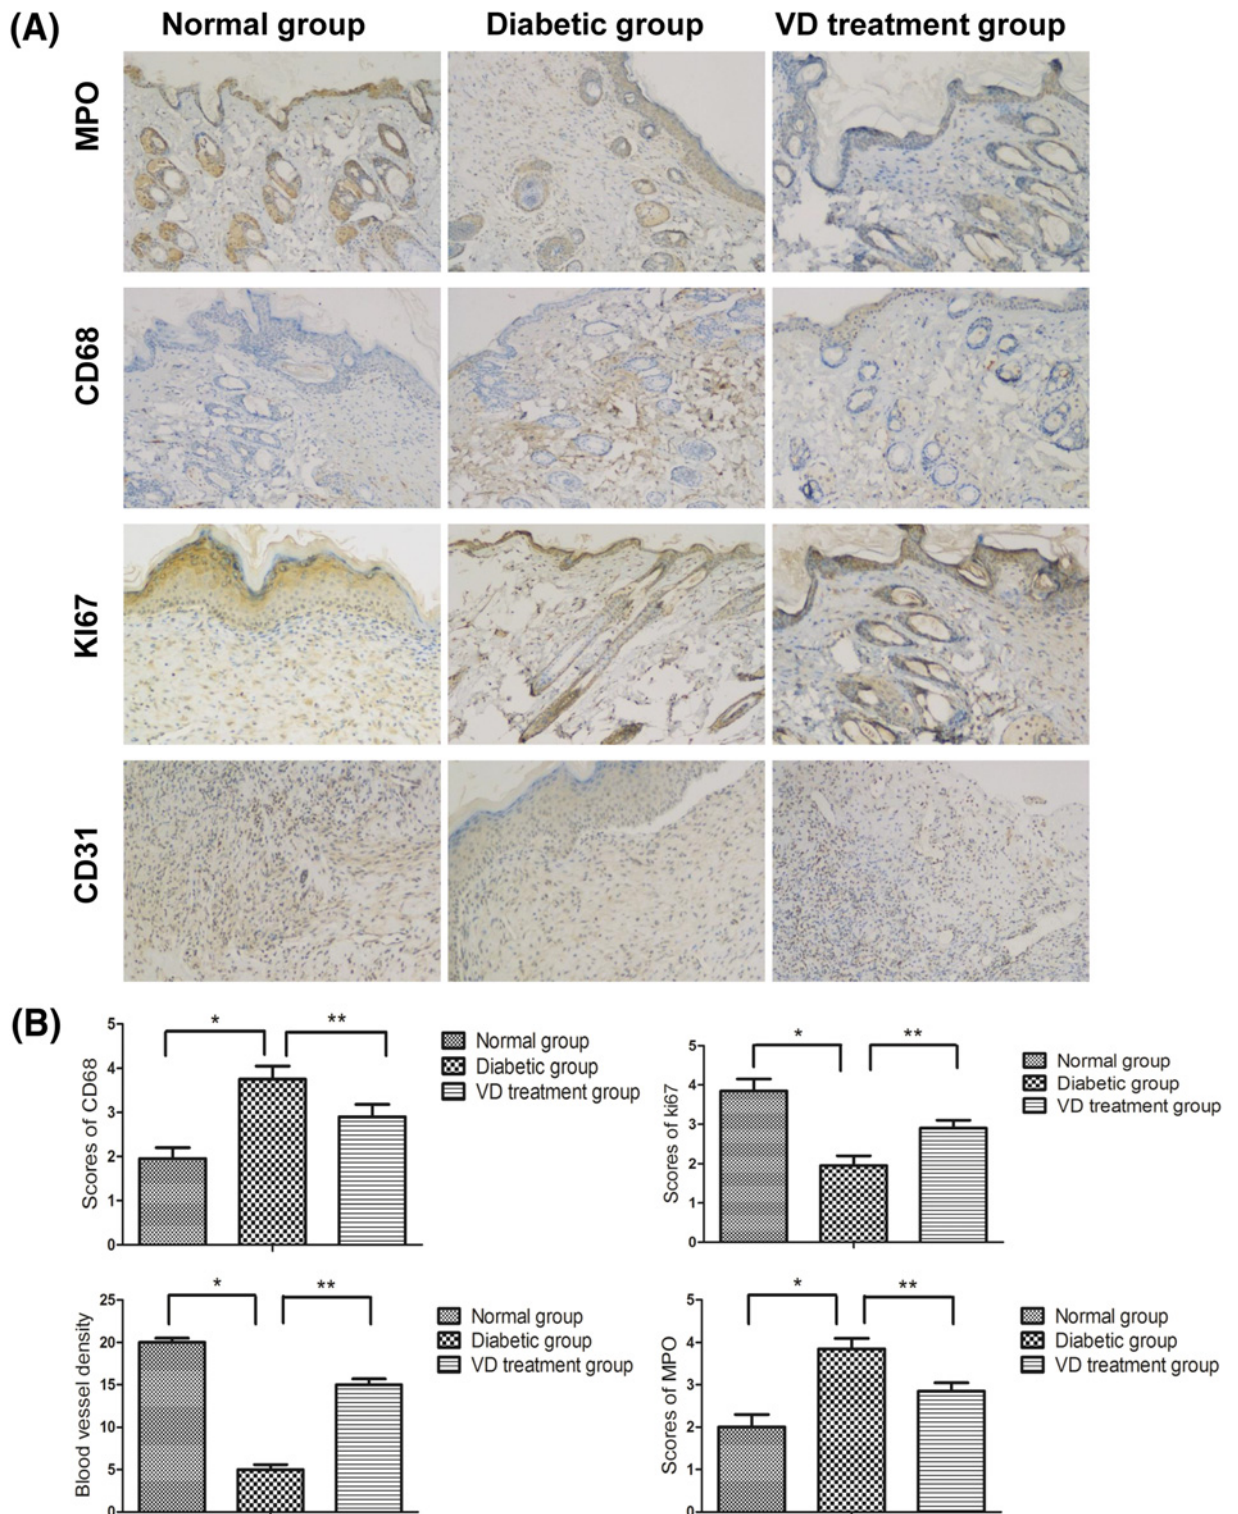 (A)
Normal group Diabetic group VD treatment group
MPO
CD68
KI67
CD31
(B)
Scores of CD68
5
4
3
2
1
0
* **
Normal group
Diabetic group
VD treatment group
Scores of ki67
5
4
3
2
1
0
* **
Normal group
Diabetic group
VD treatment group
Blood vessel density
25
20
15
10
5
0
* **
Normal group
Diabetic group
VD treatment group
Scores of MPO
5
4
3
2
1
0
* **
Normal group
Diabetic group
VD treatment group